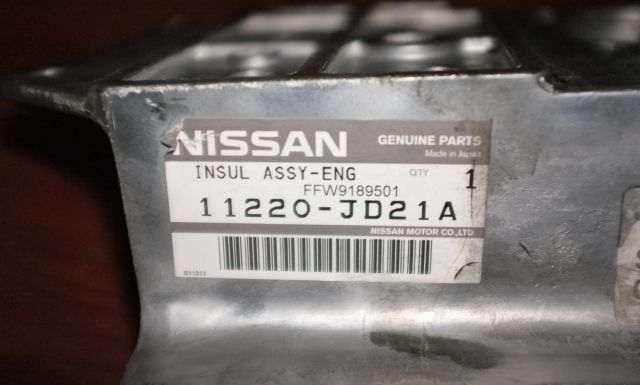 NISSAN
GENUINE PARTS
Made in Japan
INSUL ASSY-ENG QTY 1
FFW9189501
11220-JD21A
NISSAN MOTOR CO.,LTD.